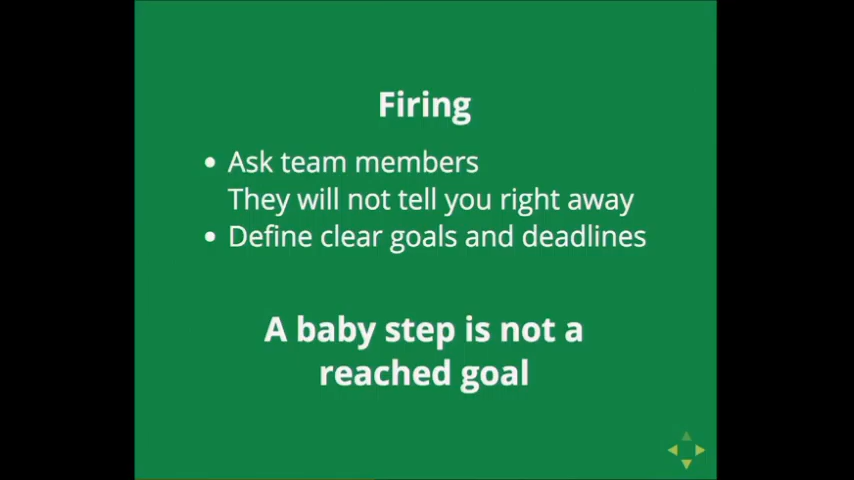 Firing
• Ask team members
They will not tell you right away
• Define clear goals and deadlines
A baby step is not a
reached goal